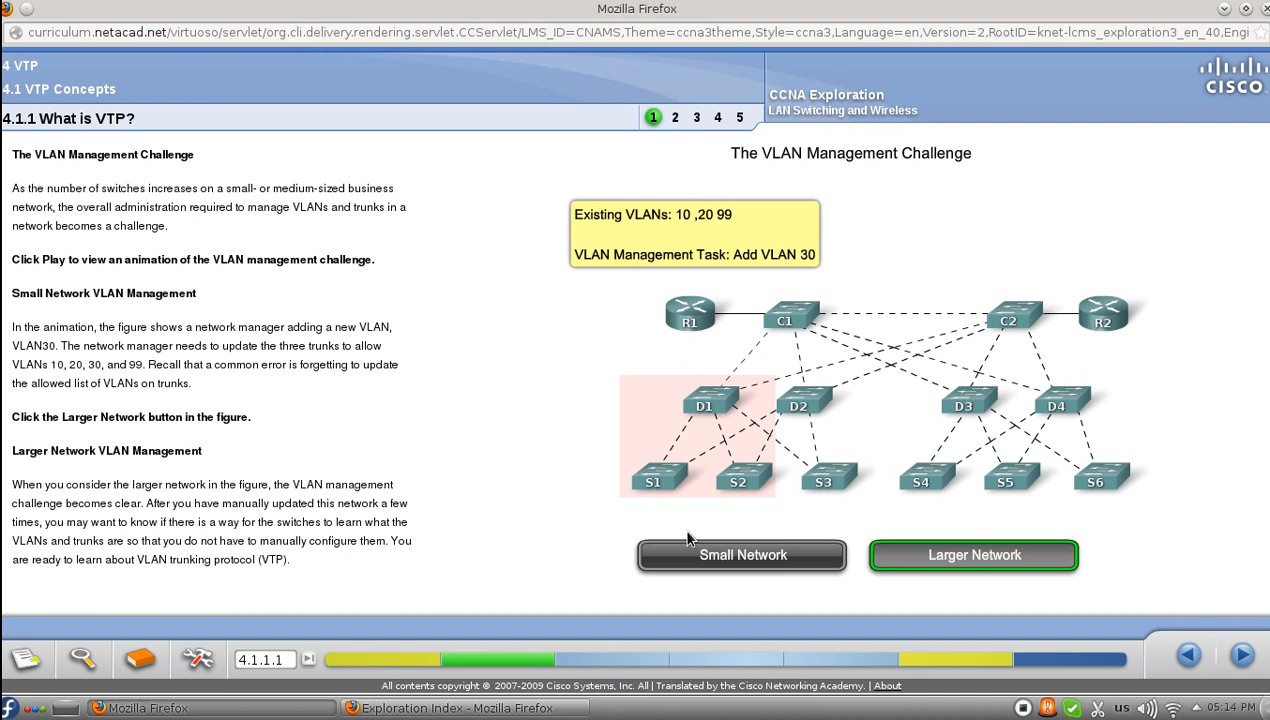 Mozilla Firefox
curriculum.netacad.net/virtuoso/servlet/org.cli.delivery.rendering.servlet.CCServlet/LMS_ID=CNAMS,Theme=ccna3theme,Style=ccna3,Language=en,Version=2,RootID=knet-lcms_exploration3_en_40,Engi
4 VTP
4.1 VTP Concepts
CCNA Exploration
LAN Switching and Wireless
CISCO
4.1.1 What is VTP?
1 2 3 4 5
The VLAN Management Challenge
As the number of switches increases on a small- or medium-sized business
network, the overall administration required to manage VLANs and trunks in a
network becomes a challenge.
Click Play to view an animation of the VLAN management challenge.
Small Network VLAN Management
In the animation, the figure shows a network manager adding a new VLAN,
VLAN30. The network manager needs to update the three trunks to allow
VLANs 10, 20, 30, and 99. Recall that a common error is forgetting to update
the allowed list of VLANs on trunks.
Click the Larger Network button in the figure.
Larger Network VLAN Management
When you consider the larger network in the figure, the VLAN management
challenge becomes clear. After you have manually updated this network a few
times, you may want to know if there is a way for the switches to learn what the
VLANs and trunks are so that you do not have to manually configure them. You
are ready to learn about VLAN trunking protocol (VTP).
The VLAN Management Challenge
Existing VLANs: 10 ,20 99
VLAN Management Task: Add VLAN 30
R1 C1 C2 R2
D1 D2 D3 D4
S1 S2 S3 S4 S5 S6
Small Network Larger Network
4.1.1.1
All contents copyright © 2007-2009 Cisco Systems, Inc. All | Translated by the Cisco Networking Academy. | About
Mozilla Firefox Exploration Index - Mozilla Firefox us 05:14 PM